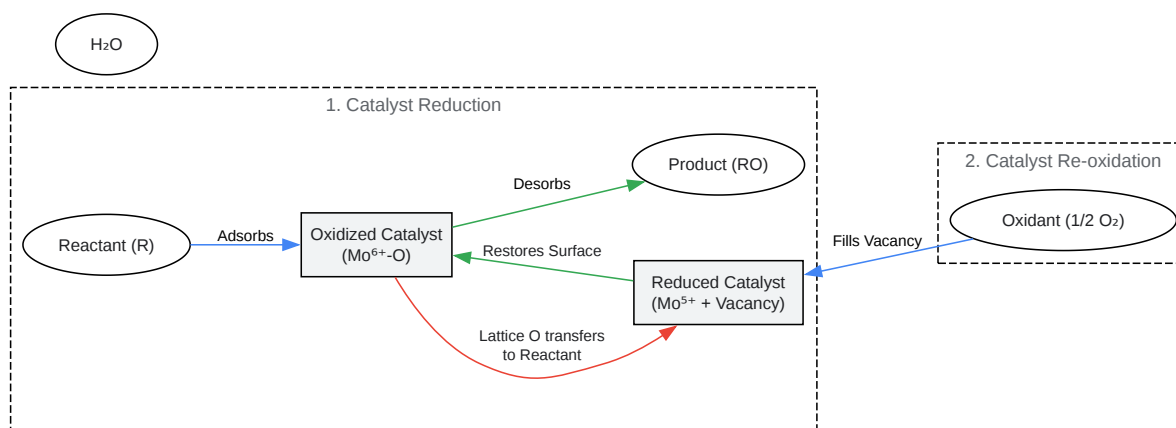 H₂O
1. Catalyst Reduction
Product (RO)
2. Catalyst Re-oxidation
Desorbs
Oxidant (1/2 O₂)
Reactant (R)
Adsorbs
Oxidized Catalyst
(Mo⁶⁺-O)
Restores Surface
Fills Vacancy
Reduced Catalyst
(Mo⁵⁺ + Vacancy)
Lattice O transfers
to Reactant